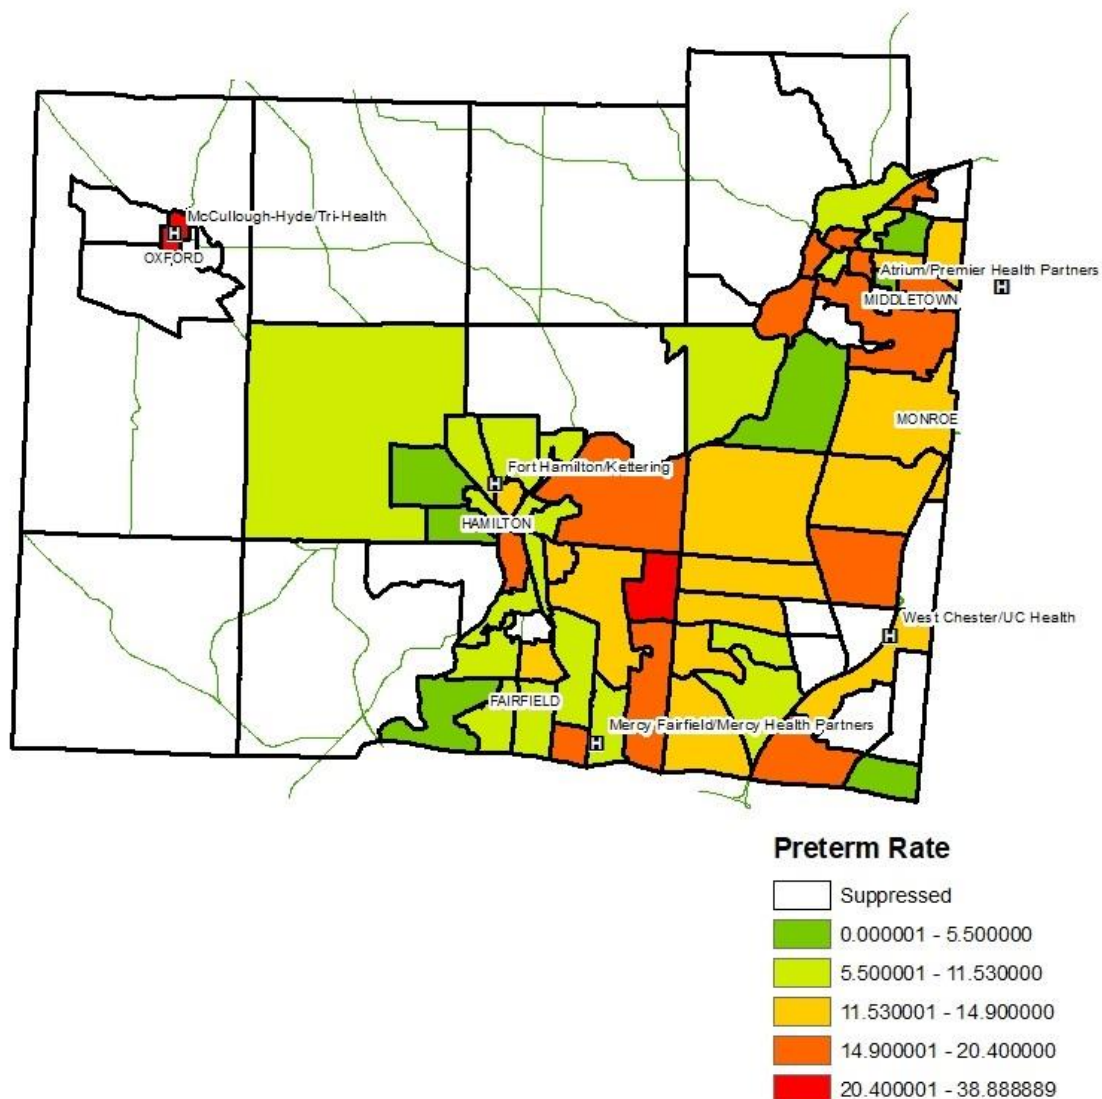 McCullough-Hyde/Tri-Health
H
OXFORD
Atrium/Premier Health Partners
H
MIDDLETOWN
MONROE
Fort Hamilton/Kettering
H
HAMILTON
West Chester/UC Health
H
FAIRFIELD
Mercy Fairfield/Mercy Health Partners
H
Preterm Rate
Suppressed
0.000001 - 5.500000
5.500001 - 11.530000
11.530001 - 14.900000
14.900001 - 20.400000
20.400001 - 38.888889